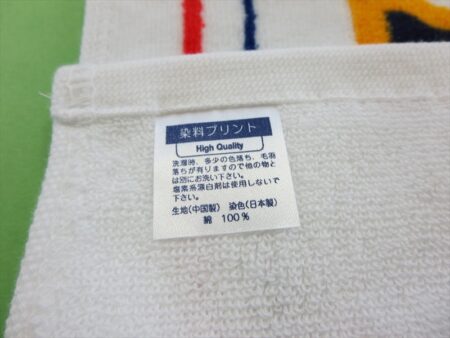 染料プリント
High Quality
洗濯時、多少の色落ち、毛羽
落ちが有りますので他の物と
は別にお洗い下さい。
塩素系漂白剤は使用しないで
下さい。
生地(中国製) 染色(日本製)
綿 100%